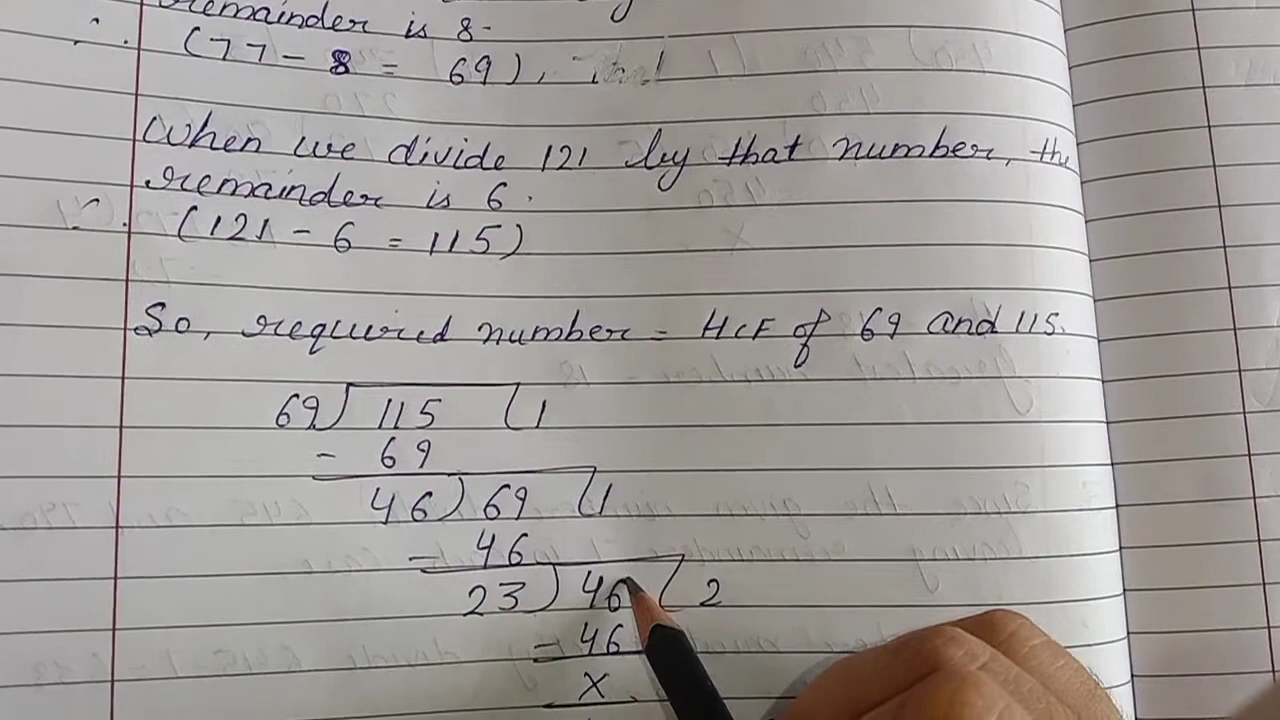 remainder is 8.
∴ (77 - 8 = 69),
When we divide 121 by that number, the
remainder is 6.
∴ (121 - 6 = 115)
So, required number = HCF of 69 and 115.
69) 115 (1
- 69
46) 69 (1
- 46
23) 46 ( 2
- 46
x